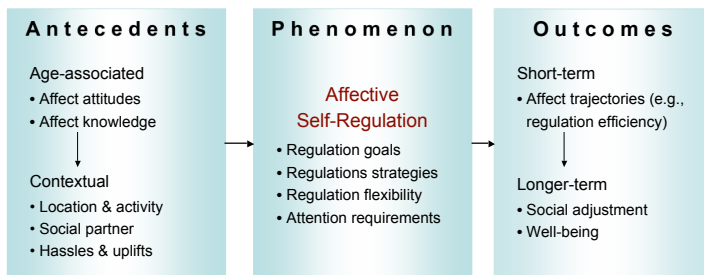 Antecedents
Age-associated
• Affect attitudes
• Affect knowledge
Contextual
• Location & activity
• Social partner
• Hassles & uplifts
Phenomenon
Affective
Self-Regulation
• Regulation goals
• Regulations strategies
• Regulation flexibility
• Attention requirements
Outcomes
Short-term
• Affect trajectories (e.g.,
regulation efficiency)
Longer-term
• Social adjustment
• Well-being